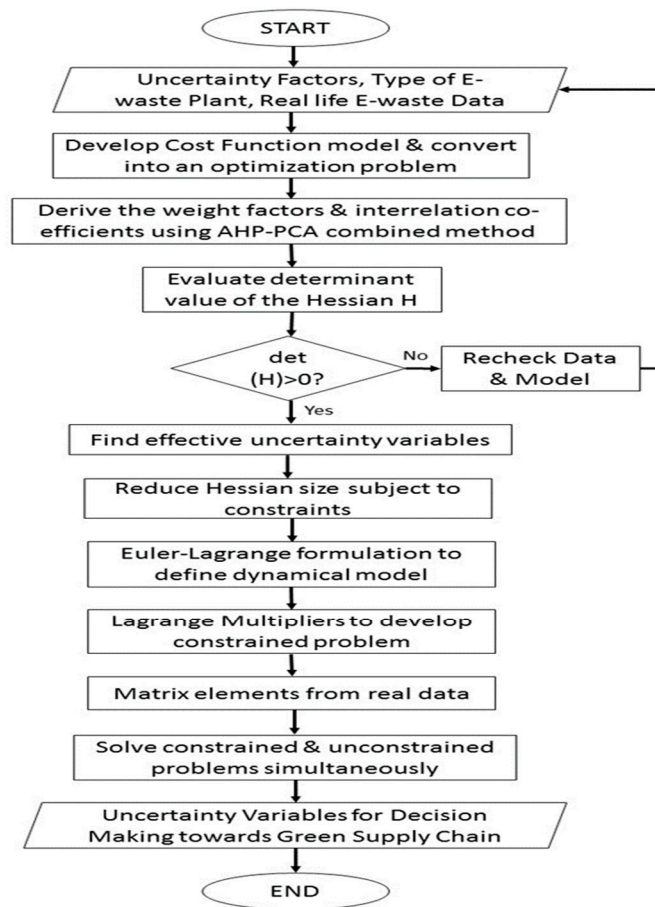 START
Uncertainty Factors, Type of E-
waste Plant, Real life E-waste Data
Develop Cost Function model & convert
into an optimization problem
Derive the weight factors & interrelation co-
efficients using AHP-PCA combined method
Evaluate determinant
value of the Hessian H
det
(H)>0?
No
Recheck Data
& Model
Yes
Find effective uncertainty variables
Reduce Hessian size subject to
constraints
Euler-Lagrange formulation to
define dynamical model
Lagrange Multipliers to develop
constrained problem
Matrix elements from real data
Solve constrained & unconstrained
problems simultaneously
Uncertainty Variables for Decision
Making towards Green Supply Chain
END